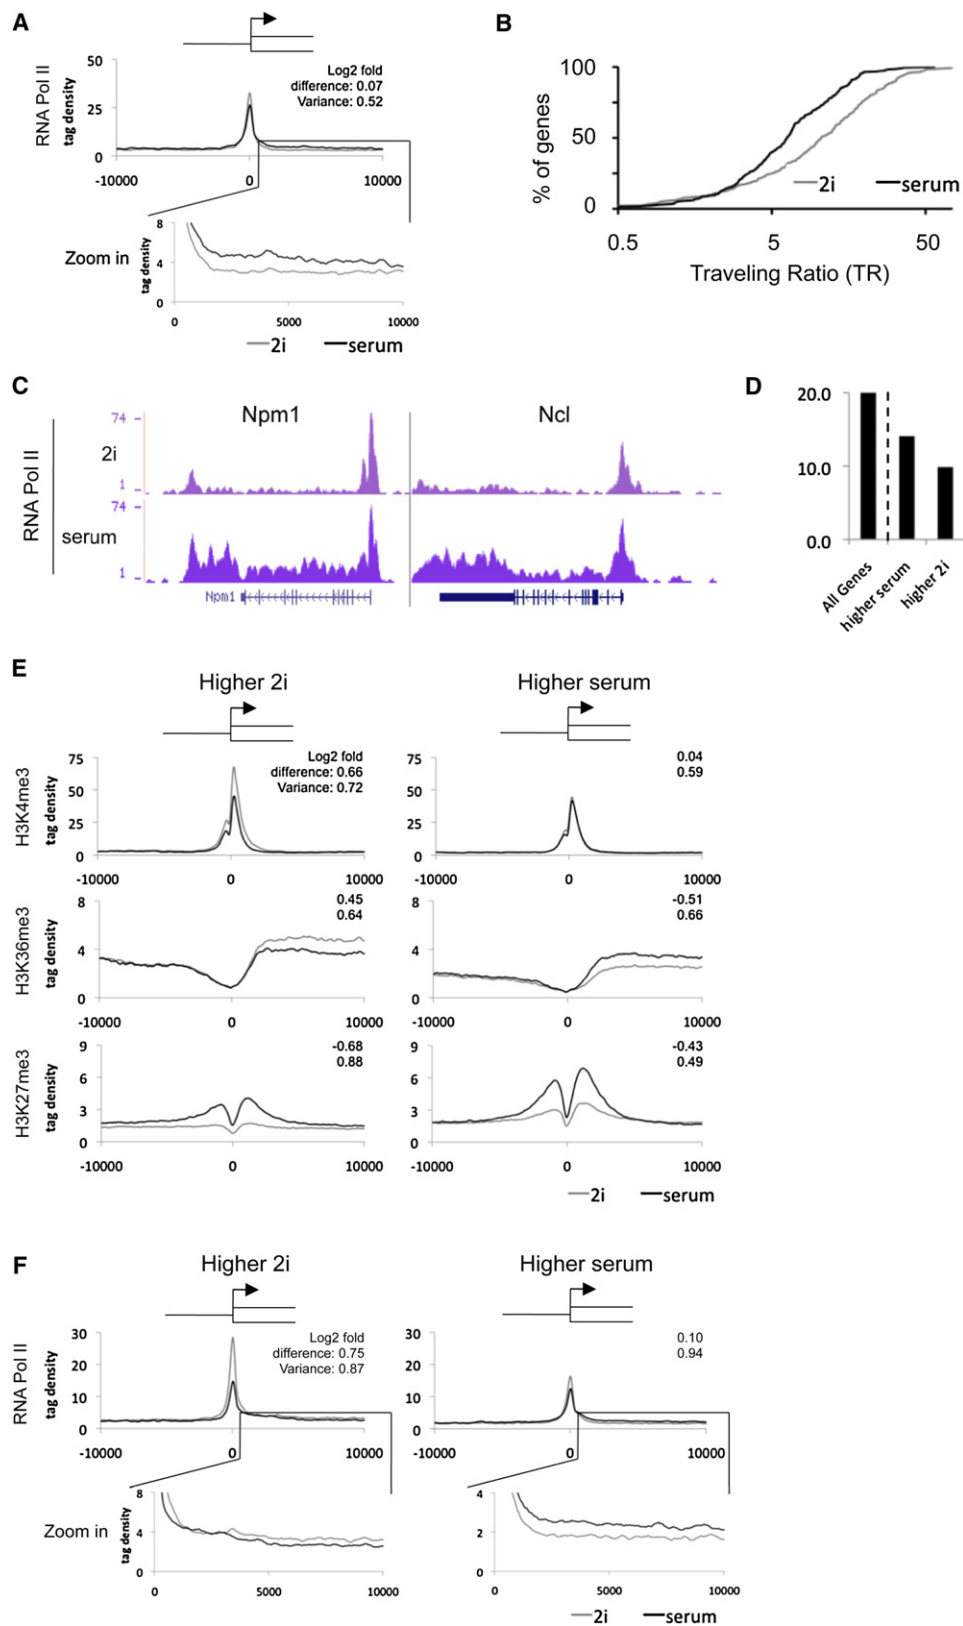 A
RNA Pol II
tag density
50
25
0
-10000
0
10000
Log2 fold
difference: 0.07
Variance: 0.52
Zoom in
tag density
8
4
0
0
5000
10000
2i
serum
B
% of genes
100
50
0
0.5
5
50
2i
serum
Traveling Ratio (TR)
C
RNA Pol II
Npm1
Ncl
2i
74
1
serum
74
1
Npm1
D
20.0
10.0
0.0
All Genes
higher serum
higher 2i
E
Higher 2i
Higher serum
H3K4me3
tag density
75
50
25
0
-10000
0
10000
Log2 fold
difference: 0.66
Variance: 0.72
75
50
25
0
-10000
0
10000
0.04
0.59
H3K36me3
tag density
8
4
0
-10000
0
10000
0.45
0.64
8
4
0
-10000
0
10000
-0.51
0.66
H3K27me3
tag density
9
6
3
0
-10000
0
10000
-0.68
0.88
9
6
3
0
-10000
0
10000
-0.43
0.49
2i
serum
F
Higher 2i
Higher serum
RNA Pol II
tag density
30
20
10
0
-10000
0
10000
Log2 fold
difference: 0.75
Variance: 0.87
30
20
10
0
-10000
0
10000
0.10
0.94
Zoom in
tag density
8
4
0
0
5000
10000
4
2
0
0
5000
10000
2i
serum